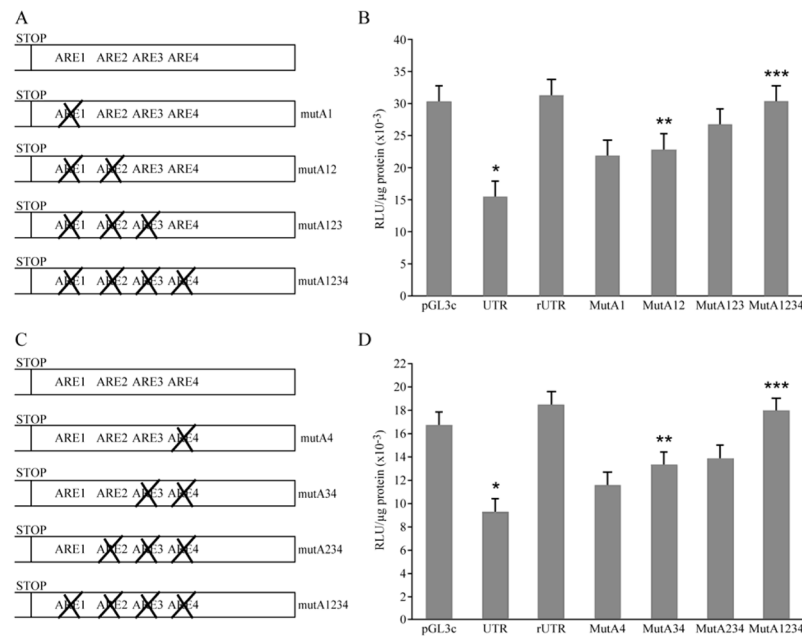 A
STOP
ARE1 ARE2 ARE3 ARE4
STOP
ARE1 ARE2 ARE3 ARE4
mutA1
STOP
ARE1 ARE2 ARE3 ARE4
mutA12
STOP
ARE1 ARE2 ARE3 ARE4
mutA123
STOP
ARE1 ARE2 ARE3 ARE4
mutA1234
B
RLU/µg protein (x10-3)
40
35
30
25
20
15
10
5
0
*
**
***
pGL3c UTR rUTR MutA1 MutA12 MutA123 MutA1234
C
STOP
ARE1 ARE2 ARE3 ARE4
STOP
ARE1 ARE2 ARE3 ARE4
mutA4
STOP
ARE1 ARE2 ARE3 ARE4
mutA34
STOP
ARE1 ARE2 ARE3 ARE4
mutA234
STOP
ARE1 ARE2 ARE3 ARE4
mutA1234
D
RLU/µg protein (x10-3)
22
20
18
16
14
12
10
8
6
4
2
0
*
**
***
pGL3c UTR rUTR MutA4 MutA34 MutA234 MutA1234